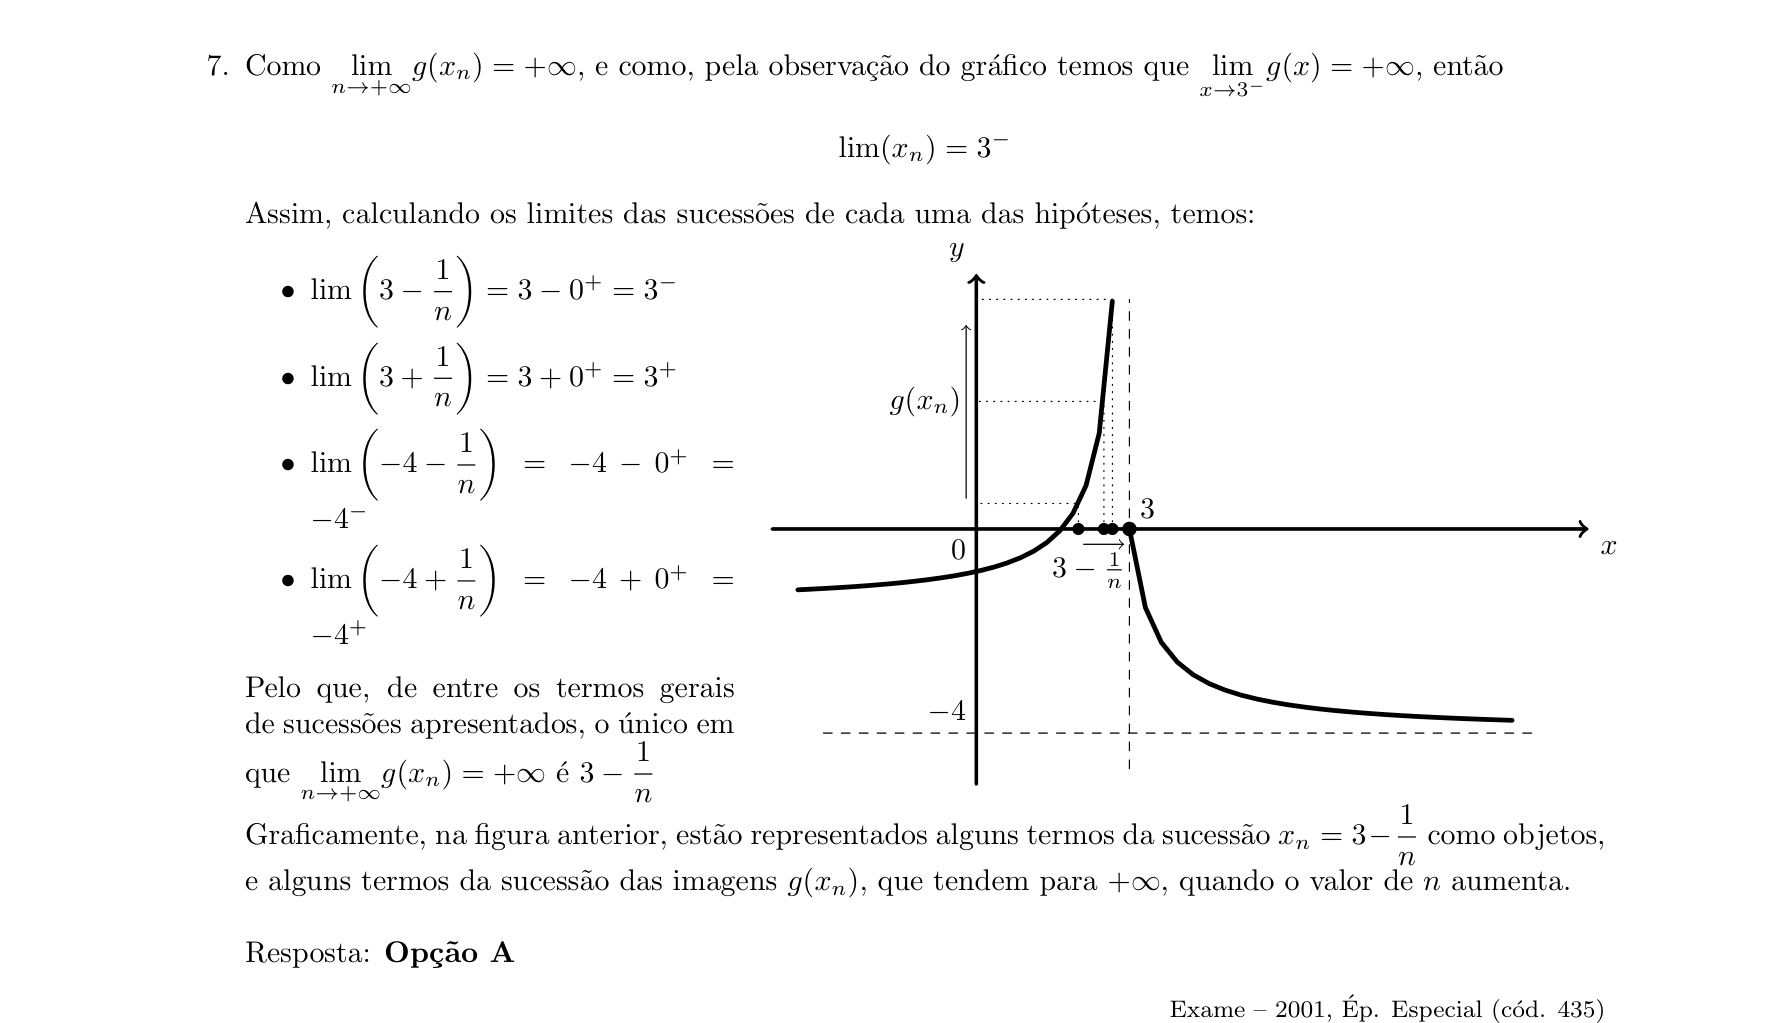 7. Como lim_{n→+∞} g(x_n) = +∞, e como, pela observação do gráfico temos que lim_{x→3⁻} g(x) = +∞, então
lim(x_n) = 3⁻
Assim, calculando os limites das sucessões de cada uma das hipóteses, temos:
• lim (3 − 1/n) = 3 − 0⁺ = 3⁻
• lim (3 + 1/n) = 3 + 0⁺ = 3⁺
• lim (−4 − 1/n) = −4 − 0⁺ =
−4⁻
• lim (−4 + 1/n) = −4 + 0⁺ =
−4⁺
Pelo que, de entre os termos gerais
de sucessões apresentados, o único em
que lim_{n→+∞} g(x_n) = +∞ é 3 − 1/n
y
g(x_n)
3
0
x
3 − 1/n
−4
Graficamente, na figura anterior, estão representados alguns termos da sucessão x_n = 3 − 1/n como objetos,
e alguns termos da sucessão das imagens g(x_n), que tendem para +∞, quando o valor de n aumenta.
Resposta: Opção A
Exame – 2001, Ép. Especial (cód. 435)